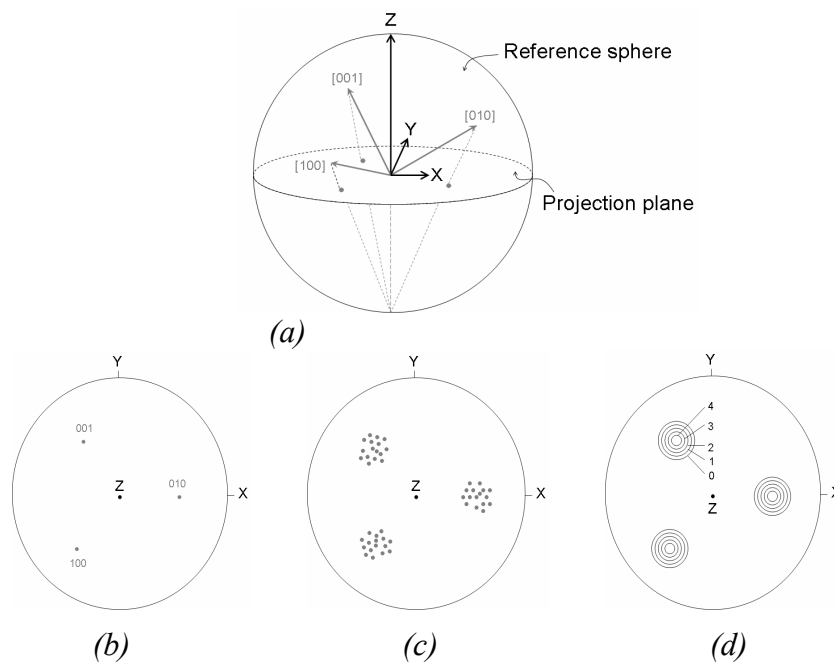 Z
Reference sphere
[001]
[010]
Y
[100]
X
Projection plane
(a)
Y
001
Z
010
X
100
(b)
Y
Z
X
(c)
Y
4
3
2
1
0
Z
X
(d)